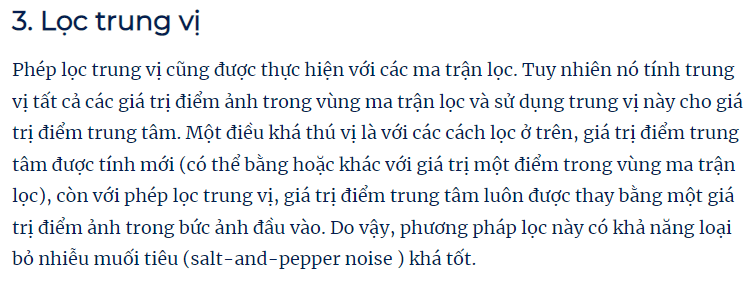 3. Lọc trung vị
Phép lọc trung vị cũng được thực hiện với các ma trận lọc. Tuy nhiên nó tính trung
vị tất cả các giá trị điểm ảnh trong vùng ma trận lọc và sử dụng trung vị này cho giá
trị điểm trung tâm. Một điều khá thú vị là với các cách lọc ở trên, giá trị điểm trung
tâm được tính mới (có thể bằng hoặc khác với giá trị một điểm trong vùng ma trận
lọc), còn với phép lọc trung vị, giá trị điểm trung tâm luôn được thay bằng một giá
trị điểm ảnh trong bức ảnh đầu vào. Do vậy, phương pháp lọc này có khả năng loại
bỏ nhiễu muối tiêu (salt-and-pepper noise ) khá tốt.